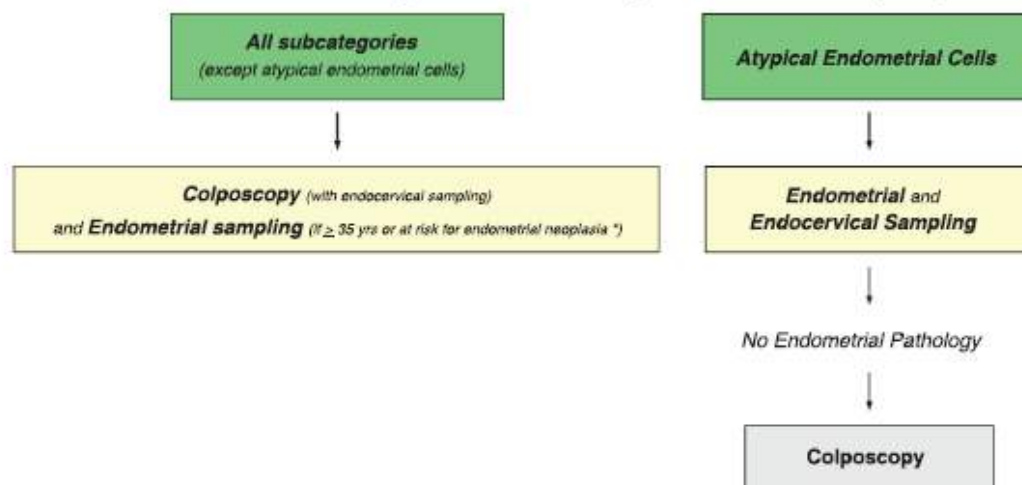 All subcategories
(except atypical endometrial cells)
Atypical Endometrial Cells
Colposcopy (with endocervical sampling)
and Endometrial sampling (if ≥ 35 yrs or at risk for endometrial neoplasia *)
Endometrial and
Endocervical Sampling
No Endometrial Pathology
Colposcopy